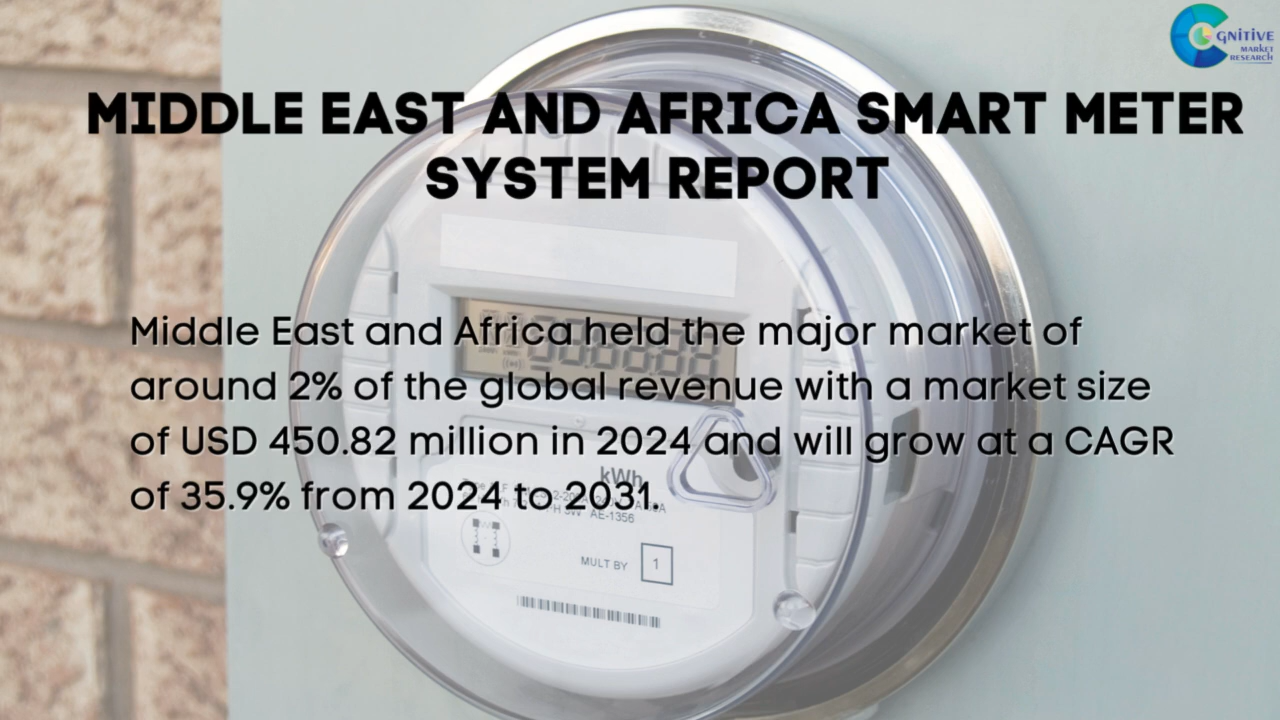 GNITIVE
MARKET
RESEARCH
MIDDLE EAST AND AFRICA SMART METER
SYSTEM REPORT
Middle East and Africa held the major market of
around 2% of the global revenue with a market size
of USD 450.82 million in 2024 and will grow at a CAGR
of 35.9% from 2024 to 2031.
kWh
AE-1356
MULT BY 1